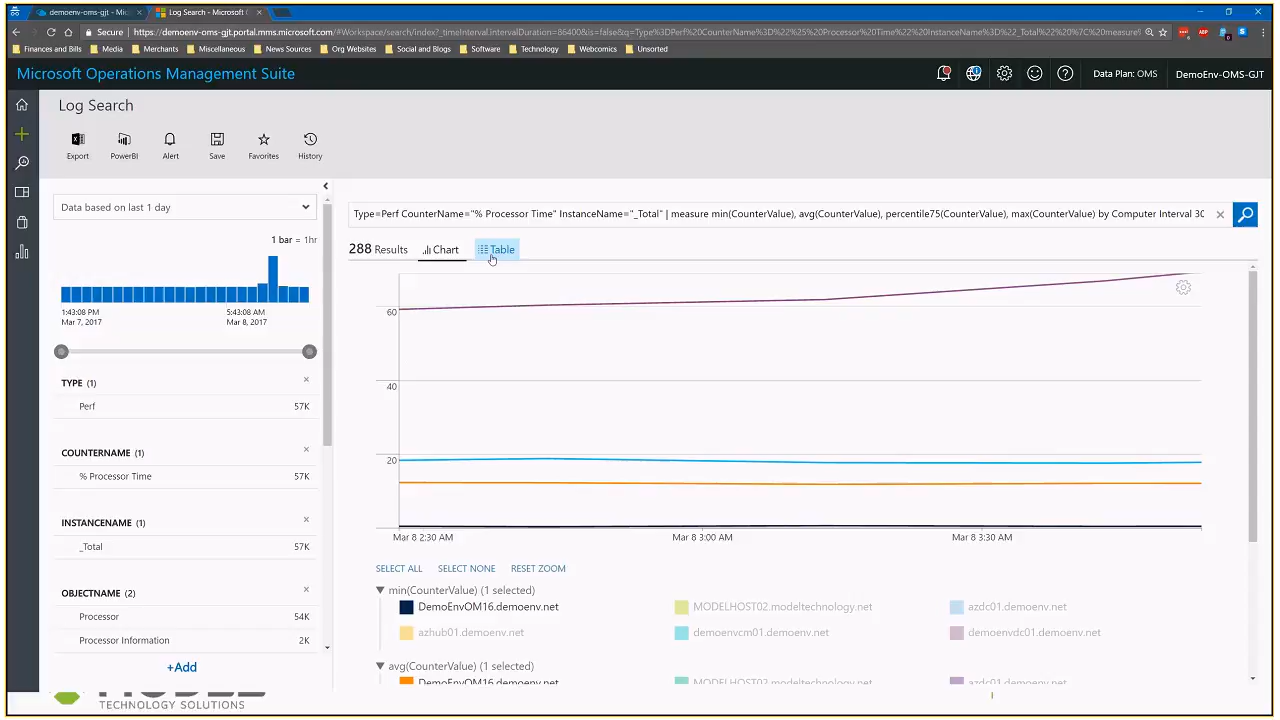 demoenv-oms-gjt - Mi
Log Search - Microsoft
Secure
https://demoenv-oms-gjt.portal.mms.microsoft.com/#Workspace/search/index?_timeInterval.intervalDuration=86400&is=false&q=Type%3DPerf%20CounterName%3D%22%25%20Processor%20Time%22%20InstanceName%3D%22_Total%22%20%7C%20measure
Finances and Bills
Media
Merchants
Miscellaneous
News Sources
Org Websites
Social and Blogs
Software
Technology
Webcomics
Unsorted
Microsoft Operations Management Suite
Data Plan: OMS
DemoEnv-OMS-GJT
Log Search
Export
PowerBI
Alert
Save
Favorites
History
Data based on last 1 day
1 bar = 1hr
1:43:08 PM
Mar 7, 2017
5:43:08 AM
Mar 8, 2017
TYPE (1)
Perf 57K
COUNTERNAME (1)
% Processor Time 57K
INSTANCENAME (1)
_Total 57K
OBJECTNAME (2)
Processor 54K
Processor Information 2K
+Add
Type=Perf CounterName="% Processor Time" InstanceName="_Total" | measure min(CounterValue), avg(CounterValue), percentile75(CounterValue), max(CounterValue) by Computer Interval 30
288 Results
Chart
Table
60
40
20
Mar 8 2:30 AM
Mar 8 3:00 AM
Mar 8 3:30 AM
SELECT ALL
SELECT NONE
RESET ZOOM
min(CounterValue) (1 selected)
DemoEnvOM16.demoenv.net
MODELHOST02.modeltechnology.net
azdc01.demoenv.net
azhub01.demoenv.net
demoenvcm01.demoenv.net
demoenvdc01.demoenv.net
avg(CounterValue) (1 selected)
DemoEnvOM16.demoenv.net
MODELHOST02.modeltechnology.net
azdc01.demoenv.net
TECHNOLOGY SOLUTIONS